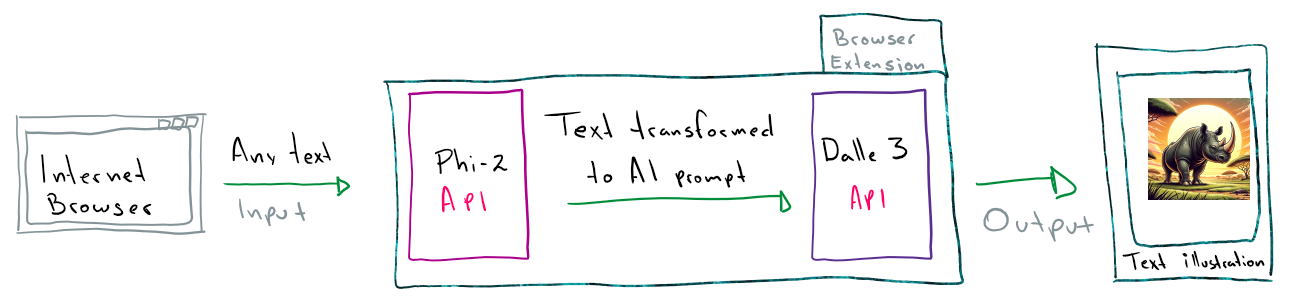 Browser
Extension
Internet
Browser
Any text
Input
Phi-2
API
Text transformed
to AI prompt
Dalle 3
API
Output
Text illustration